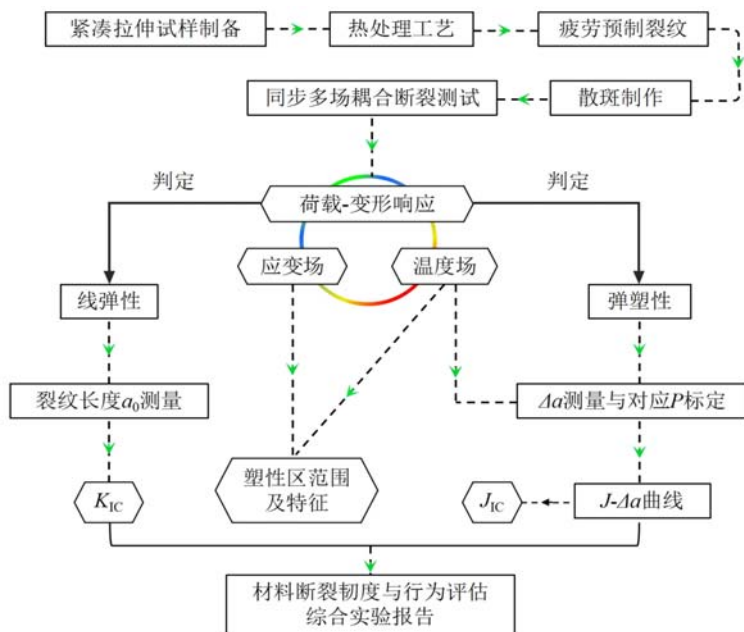 紧凑拉伸试样制备
热处理工艺
疲劳预制裂纹
同步多场耦合断裂测试
散斑制作
判定
荷载-变形响应
判定
应变场
温度场
线弹性
弹塑性
裂纹长度a₀测量
Δa测量与对应P标定
塑性区范围
及特征
K_IC
J_IC
J-Δa曲线
材料断裂韧度与行为评估
综合实验报告